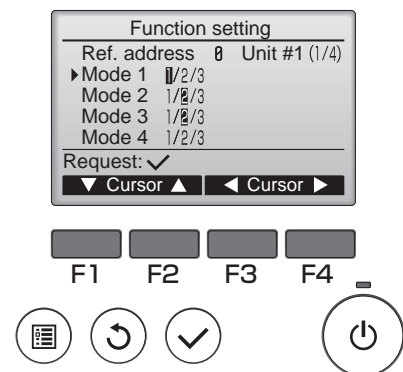 Function setting
Ref. address 0 Unit #1 (1/4)
Mode 1 1/2/3
Mode 2 1/2/3
Mode 3 1/2/3
Mode 4 1/2/3
Request: ✓
▼ Cursor ▲ ◀ Cursor ▶
F1 F2 F3 F4